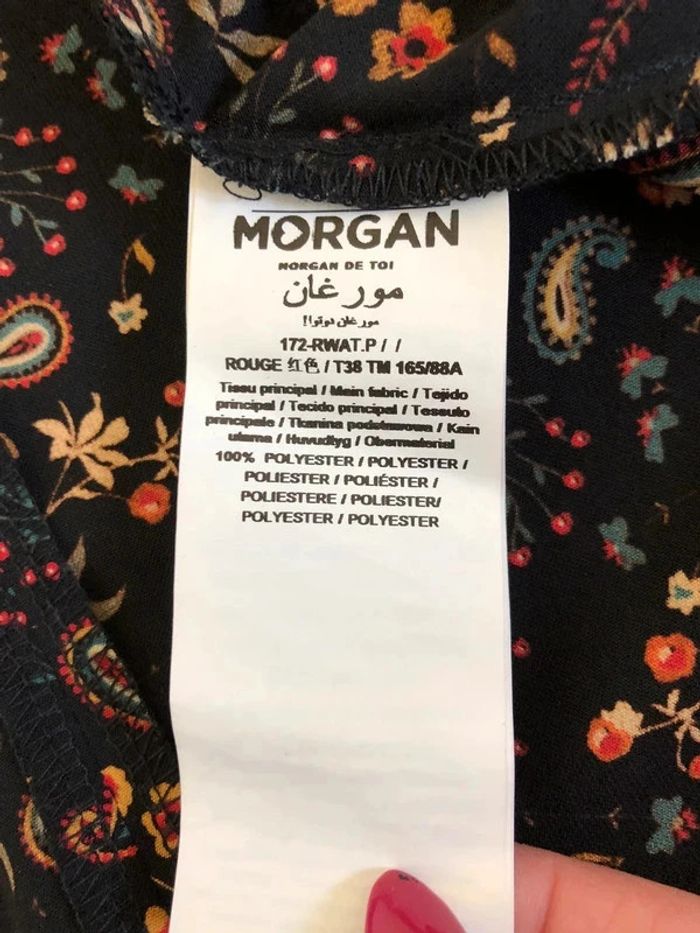 MORGAN
MORGAN DE TOI
مورغان
مورغان دوتوا!
172-RWAT.P / /
ROUGE 红色 / T38 TM 165/88A
Tissu principal / Main fabric / Tejido
principal / Tecido principal / Tessuto
principale / Tkanina podstawowa / Kain
utama / Huvudtyg / Obermaterial
100% POLYESTER / POLYESTER /
POLIESTER / POLIÉSTER /
POLIESTERE / POLIESTER/
POLYESTER / POLYESTER